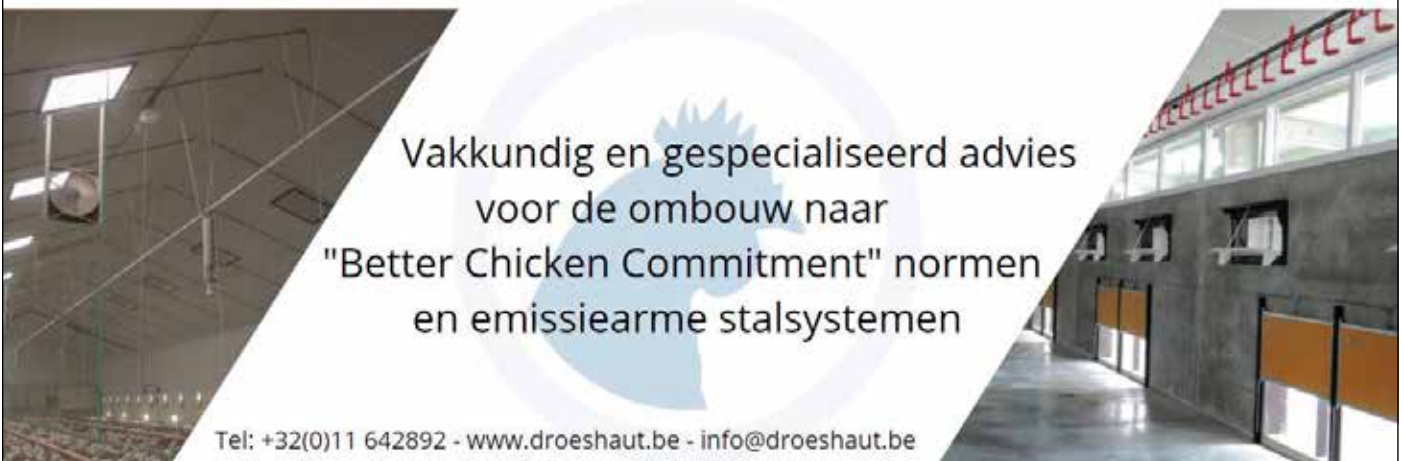 Vakkundig en gespecialiseerd advies
voor de ombouw naar
"Better Chicken Commitment" normen
en emissiearme stalsystemen
Tel: +32(0)11 642892 - www.droeshaut.be - info@droeshaut.be